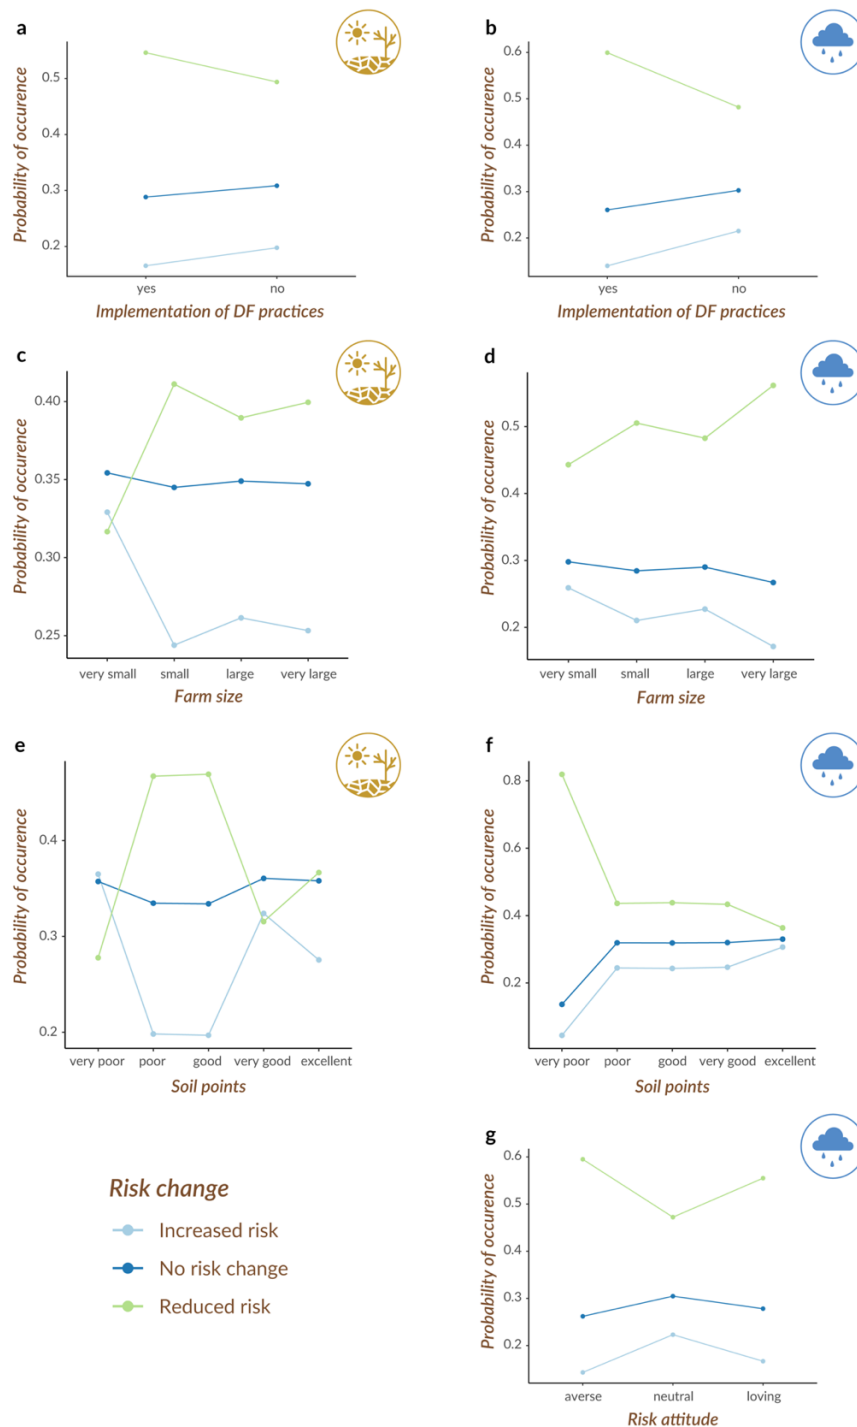 a
b
Probability of occurence
0.5
0.3
0.2
yes
no
Implementation of DF practices
Probability of occurence
0.6
0.5
0.4
0.3
0.2
yes
no
Implementation of DF practices
c
d
Probability of occurence
0.40
0.35
0.30
0.25
very small
small
large
very large
Farm size
Probability of occurence
0.5
0.4
0.3
0.2
very small
small
large
very large
Farm size
e
f
Probability of occurence
0.4
0.3
0.2
very poor
poor
good
very good
excellent
Soil points
Probability of occurence
0.8
0.6
0.4
0.2
very poor
poor
good
very good
excellent
Soil points
g
Risk change
Increased risk
No risk change
Reduced risk
Probability of occurence
0.6
0.5
0.4
0.3
0.2
averse
neutral
loving
Risk attitude